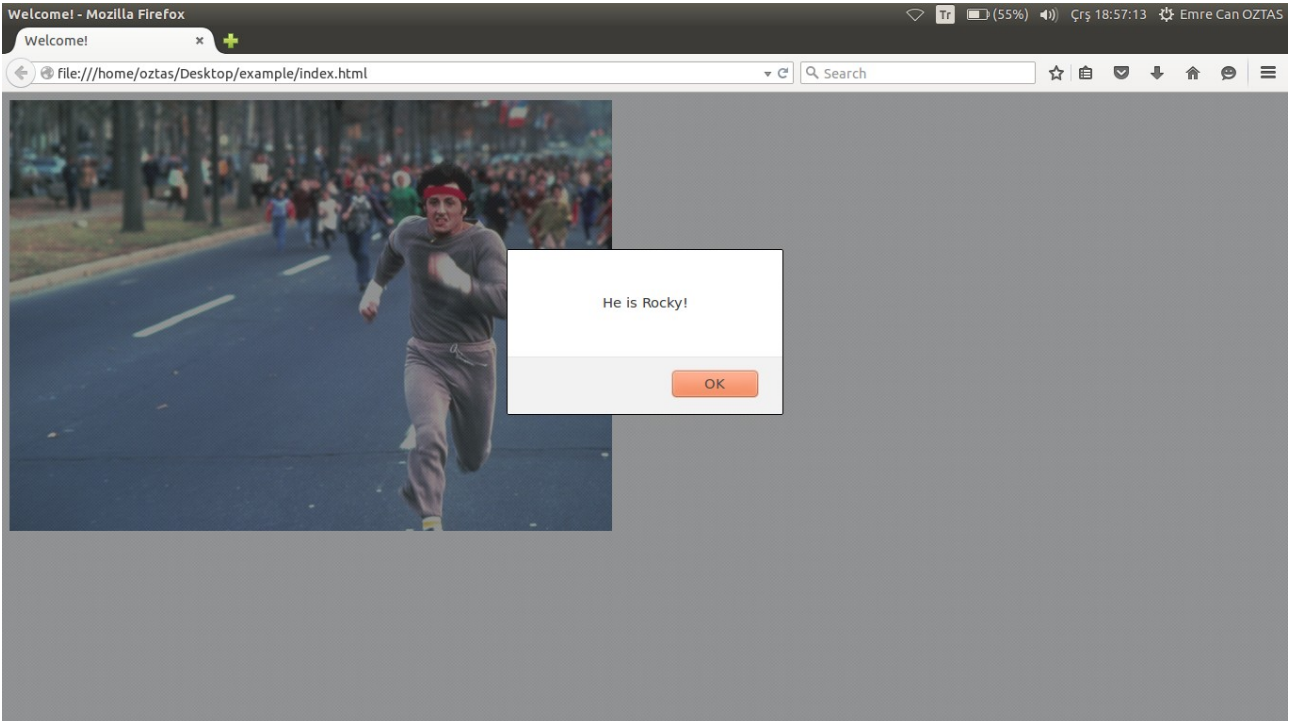 Welcome! - Mozilla Firefox
Tr (55%) Çrş 18:57:13 Emre Can OZTAS
Welcome!
file:///home/oztas/Desktop/example/index.html
Search
He is Rocky!
OK